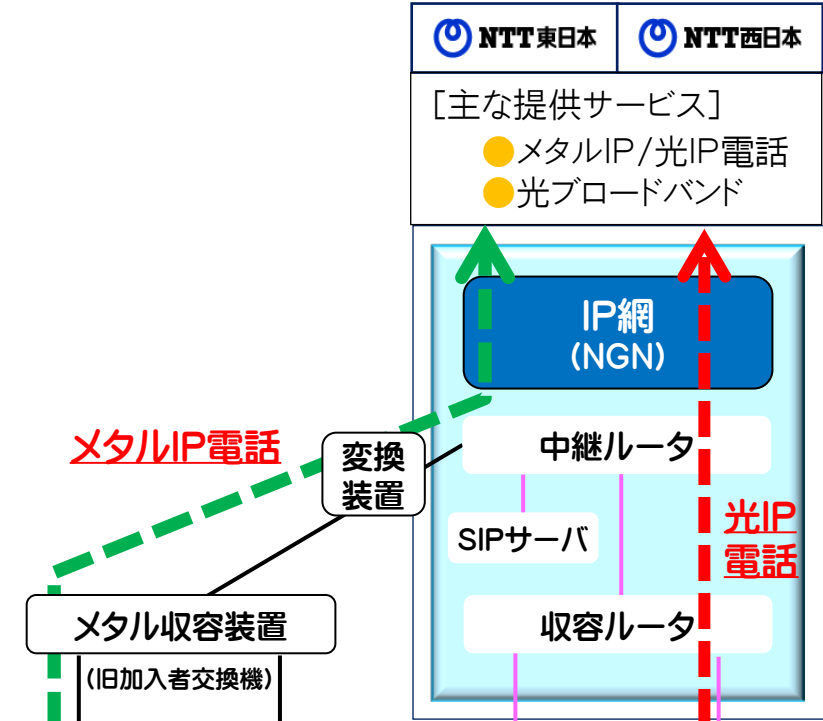 NTT東日本 NTT西日本
[主な提供サービス]
●メタルIP/光IP電話
●光ブロードバンド
IP網
(NGN)
メタルIP電話
変換
装置
中継ルータ
SIPサーバ
光IP
電話
メタル収容装置
収容ルータ
(旧加入者交換機)